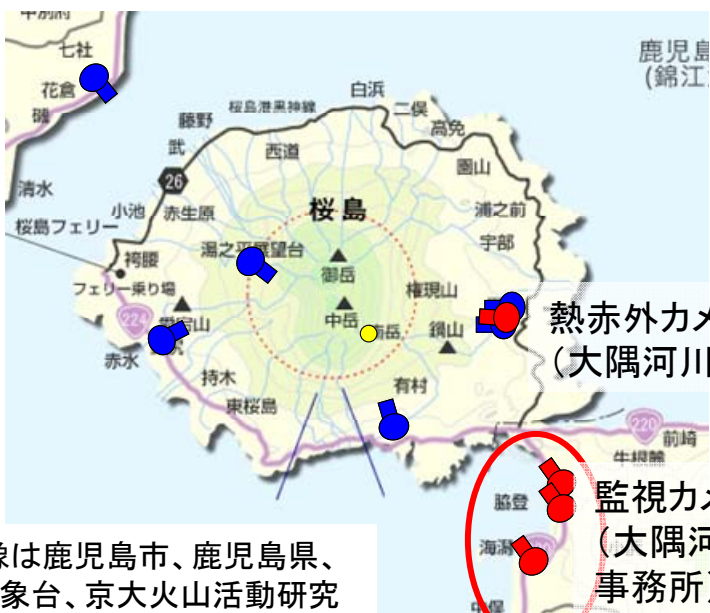 七社
花倉
磯
清水
鹿児島
(錦江
白浜
二俣
高免
桜島港黒神線
藤野
武
西道
園山
26
小池
赤生原
桜島
浦之前
宇部
桜島フェリー
湯之平展望台
袴腰
フェリー乗り場
御岳
権現山
224
中岳
南岳
鍋山
赤水
持木
東桜島
有村
熱赤外カメ
(大隅河川
220
前崎
牛根麓
脇登
海潟
監視カメ
(大隅河
事務所
像は鹿児島市、鹿児島県、
象台、京大火山活動研究